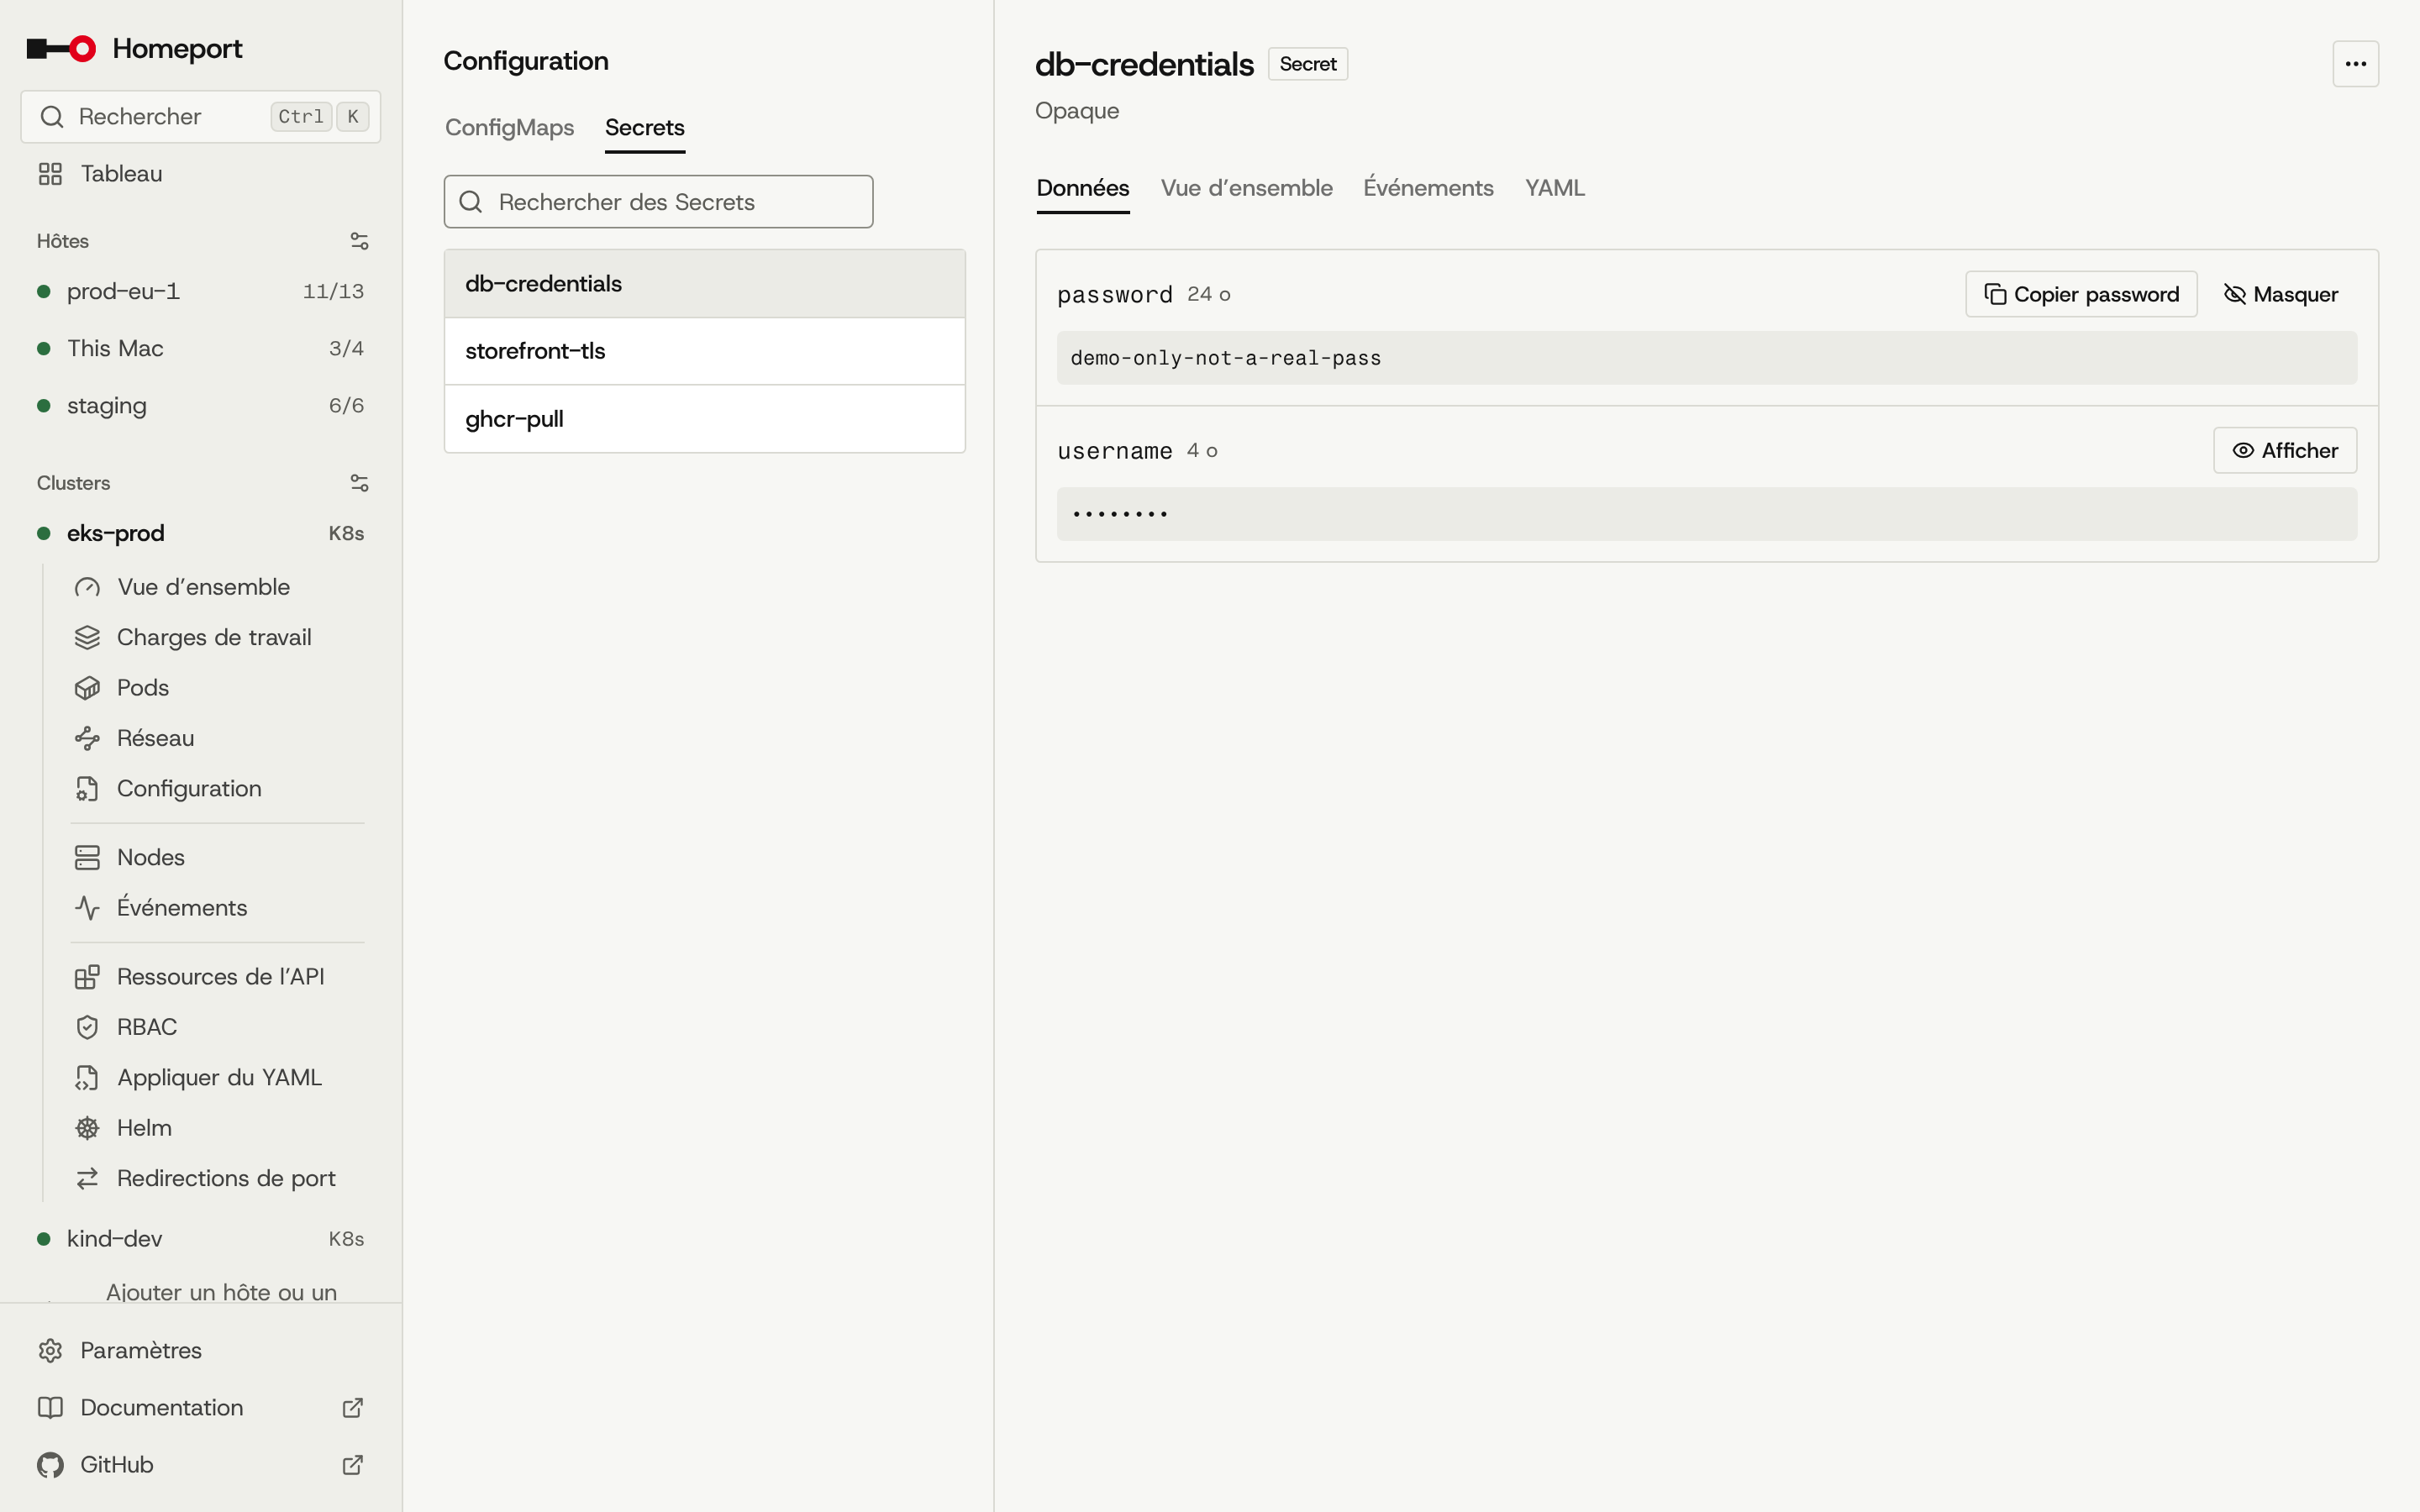 Homeport
Rechercher Ctrl K
Tableau
Hôtes
prod-eu-1 11/13
This Mac 3/4
staging 6/6
Clusters
eks-prod K8s
Vue d’ensemble
Charges de travail
Pods
Réseau
Configuration
Nodes
Événements
Ressources de l’API
RBAC
Appliquer du YAML
Helm
Redirections de port
kind-dev K8s
Ajouter un hôte ou un
Paramètres
Documentation
GitHub
Configuration
ConfigMaps Secrets
Rechercher des Secrets
db-credentials
storefront-tls
ghcr-pull
db-credentials Secret
Opaque
Données Vue d’ensemble Événements YAML
password 24 o Copier password Masquer
demo-only-not-a-real-pass
username 4 o Afficher
••••••••